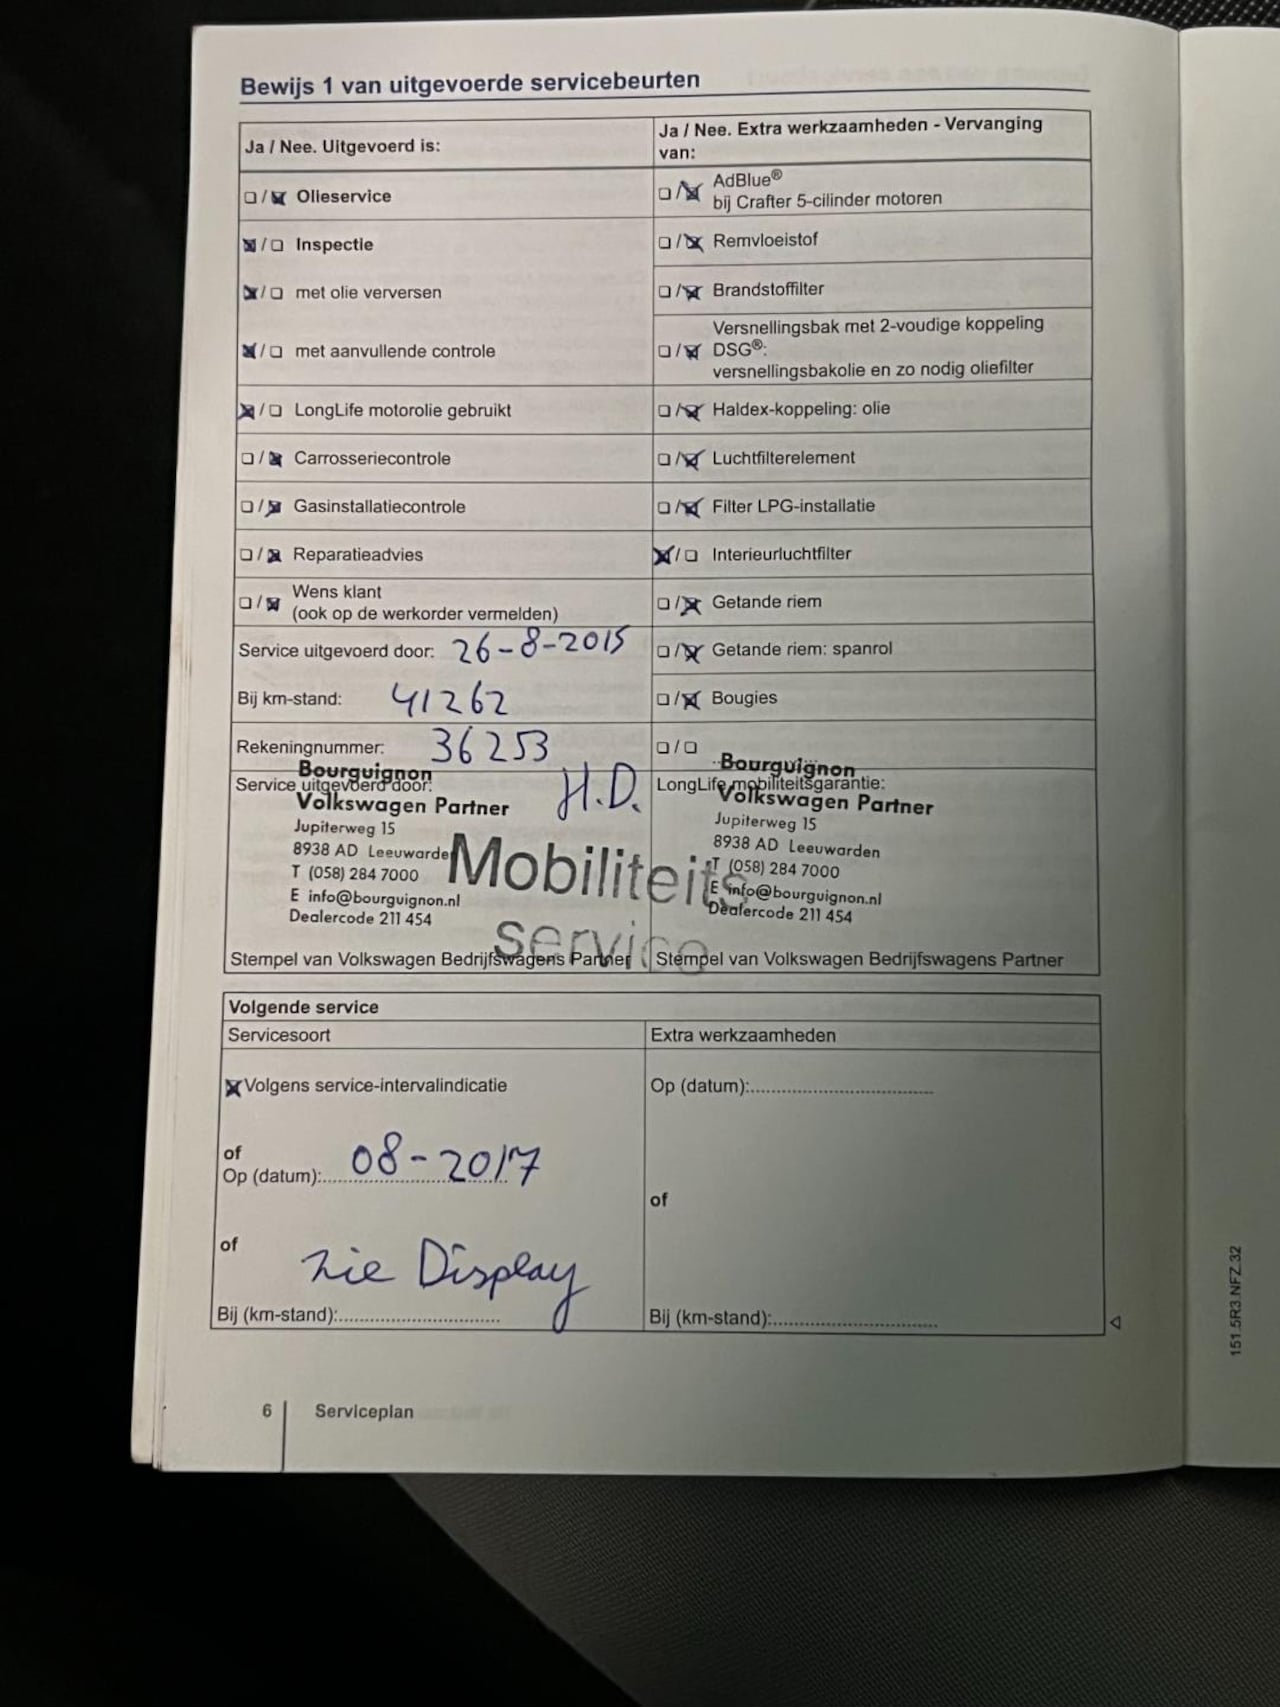 Bewijs 1 van uitgevoerde servicebeurten
Ja / Nee. Uitgevoerd is:
☐/☒ Olieservice
☒/☐ Inspectie
☒/☐ met olie verversen
☒/☐ met aanvullende controle
☒/☐ LongLife motorolie gebruikt
☐/☒ Carrosseriecontrole
☐/☒ Gasinstallatiecontrole
☐/☒ Reparatieadvies
☐/☒ Wens klant
(ook op de werkorder vermelden)
Service uitgevoerd door: 26-8-2015
Bij km-stand: 41262
Rekeningnummer: 36253
Ja / Nee. Extra werkzaamheden - Vervanging
van:
☐/☒ AdBlue®
bij Crafter 5-cilinder motoren
☐/☒ Remvloeistof
☐/☒ Brandstoffilter
Versnellingsbak met 2-voudige koppeling
☐/☒ DSG®:
versnellingsbakolie en zo nodig oliefilter
☐/☒ Haldex-koppeling: olie
☐/☒ Luchtfilterelement
☐/☒ Filter LPG-installatie
☒/☐ Interieurluchtfilter
☐/☒ Getande riem
☐/☒ Getande riem: spanrol
☐/☒ Bougies
☐/☐
Service uitgevoerd door:
Bourguignon
Volkswagen Partner
Jupiterweg 15
8938 AD Leeuwarden
T (058) 284 7000
E info@bourguignon.nl
Dealercode 211 454
H.D.
Mobiliteits
service
Stempel van Volkswagen Bedrijfswagens Partner
LongLife mobiliteitsgarantie:
Bourguignon
Volkswagen Partner
Jupiterweg 15
8938 AD Leeuwarden
T (058) 284 7000
E info@bourguignon.nl
Dealercode 211 454
Stempel van Volkswagen Bedrijfswagens Partner
Volgende service
Servicesoort
☒ Volgens service-intervalindicatie
of
Op (datum): 08-2017
of
zie Display
Bij (km-stand):
Extra werkzaamheden
Op (datum):
of
Bij (km-stand):
151.5R3.NFZ.32
6 Serviceplan